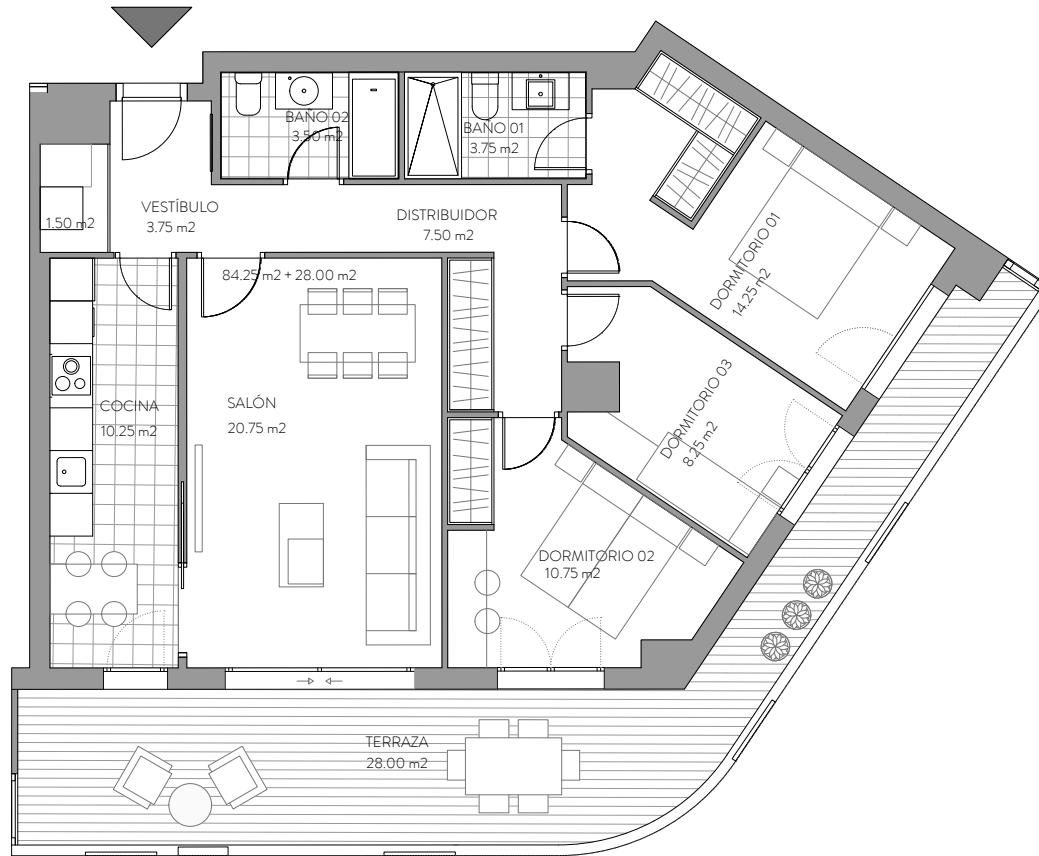 BAÑO 02
3.50 m2
BAÑO 01
3.75 m2
VESTÍBULO
3.75 m2
1.50 m2
DISTRIBUIDOR
7.50 m2
84.25 m2 + 28.00 m2
DORMITORIO 01
14.25 m2
COCINA
10.25 m2
SALÓN
20.75 m2
DORMITORIO 03
8.25 m2
DORMITORIO 02
10.75 m2
TERRAZA
28.00 m2